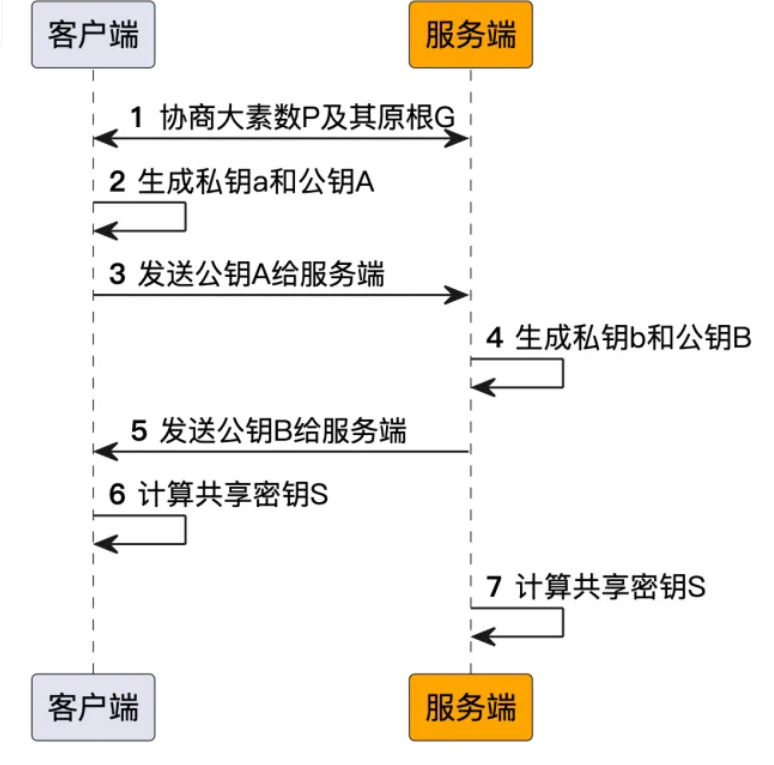 客户端
服务端
1 协商大素数P及其原根G
2 生成私钥a和公钥A
3 发送公钥A给服务端
4 生成私钥b和公钥B
5 发送公钥B给服务端
6 计算共享密钥S
7 计算共享密钥S
客户端
服务端